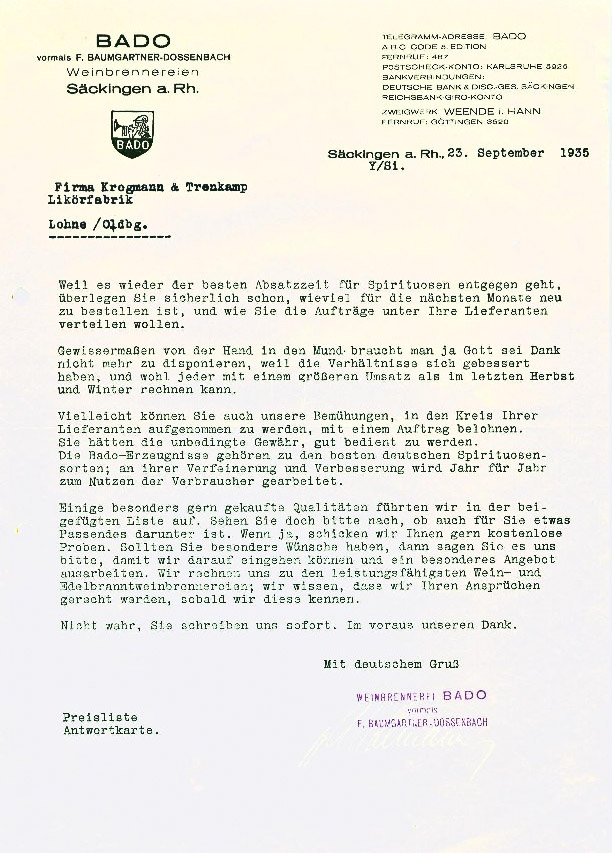 BADO
vormals F. BAUMGARTNER-DOSSENBACH
Weinbrennereien
Säckingen a. Rh.
BADO
TELEGRAMM-ADRESSE: BADO
A B C CODE 5. EDITION
FERNRUF: 467
POSTSCHECK-KONTO: KARLSRUHE 5926
BANKVERBINDUNGEN:
DEUTSCHE BANK & DISC.-GES. SÄCKINGEN
REICHSBANK-GIRO-KONTO
ZWEIGWERK WEENDE i. HANN
FERNRUF: GÖTTINGEN 3520
Säckingen a. Rh., 23. September 1935
Y/Si.
Firma Krogmann & Trenkamp
Likörfabrik
Lohne /Oldbg.
Weil es wieder der besten Absatzzeit für Spirituosen entgegen geht,
überlegen Sie sicherlich schon, wieviel für die nächsten Monate neu
zu bestellen ist, und wie Sie die Aufträge unter Ihre Lieferanten
verteilen wollen.
Gewissermaßen von der Hand in den Mund braucht man ja Gott sei Dank
nicht mehr zu disponieren, weil die Verhältnisse sich gebessert
haben, und wohl jeder mit einem größeren Umsatz als im letzten Herbst
und Winter rechnen kann.
Vielleicht können Sie auch unsere Bemühungen, in den Kreis Ihrer
Lieferanten aufgenommen zu werden, mit einem Auftrag belohnen.
Sie hätten die unbedingte Gewähr, gut bedient zu werden.
Die Bado-Erzeugnisse gehören zu den besten deutschen Spirituosen-
sorten; an ihrer Verfeinerung und Verbesserung wird Jahr für Jahr
zum Nutzen der Verbraucher gearbeitet.
Einige besonders gern gekaufte Qualitäten führten wir in der bei-
gefügten Liste auf. Sehen Sie doch bitte nach, ob auch für Sie etwas
Passendes darunter ist. Wenn ja, schicken wir Ihnen gern kostenlose
Proben. Sollten Sie besondere Wünsche haben, dann sagen Sie es uns
bitte, damit wir darauf eingehen können und ein besonderes Angebot
ausarbeiten. Wir rechnen uns zu den leistungsfähigsten Wein- und
Edelbranntweinbrennereien; wir wissen, dass wir Ihren Ansprüchen
gerecht werden, sobald wir diese kennen.
Nicht wahr, Sie schreiben uns sofort. Im voraus unseren Dank.
Mit deutschem Gruß
WEINBRENNEREI BADO
vormals
F. BAUMGARTNER-DOSSENBACH
Preisliste
Antwortkarte.